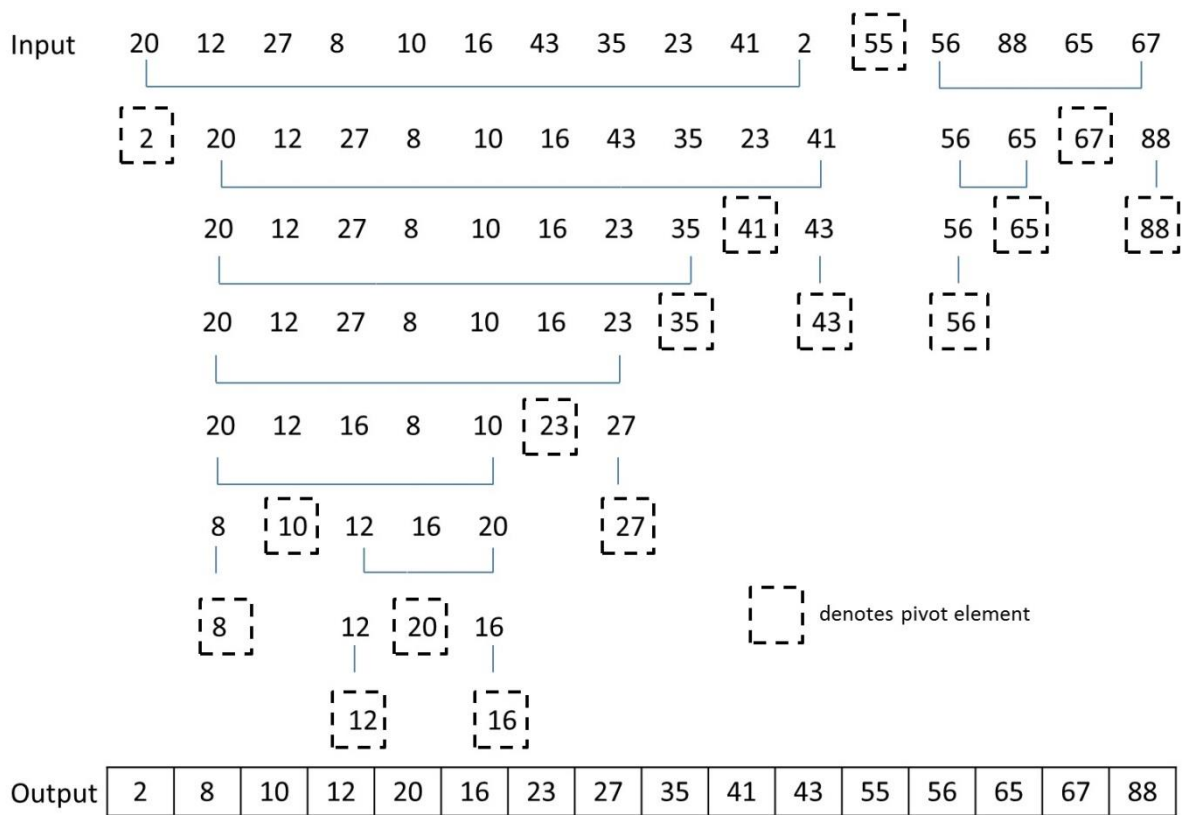 Input 20 12 27 8 10 16 43 35 23 41 2 55 56 88 65 67
2 20 12 27 8 10 16 43 35 23 41 56 65 67 88
20 12 27 8 10 16 23 35 41 43 56 65 88
20 12 27 8 10 16 23 35 43 56
20 12 16 8 10 23 27
8 10 12 16 20 27
8 12 20 16 denotes pivot element
12 16
Output 2 8 10 12 20 16 23 27 35 41 43 55 56 65 67 88